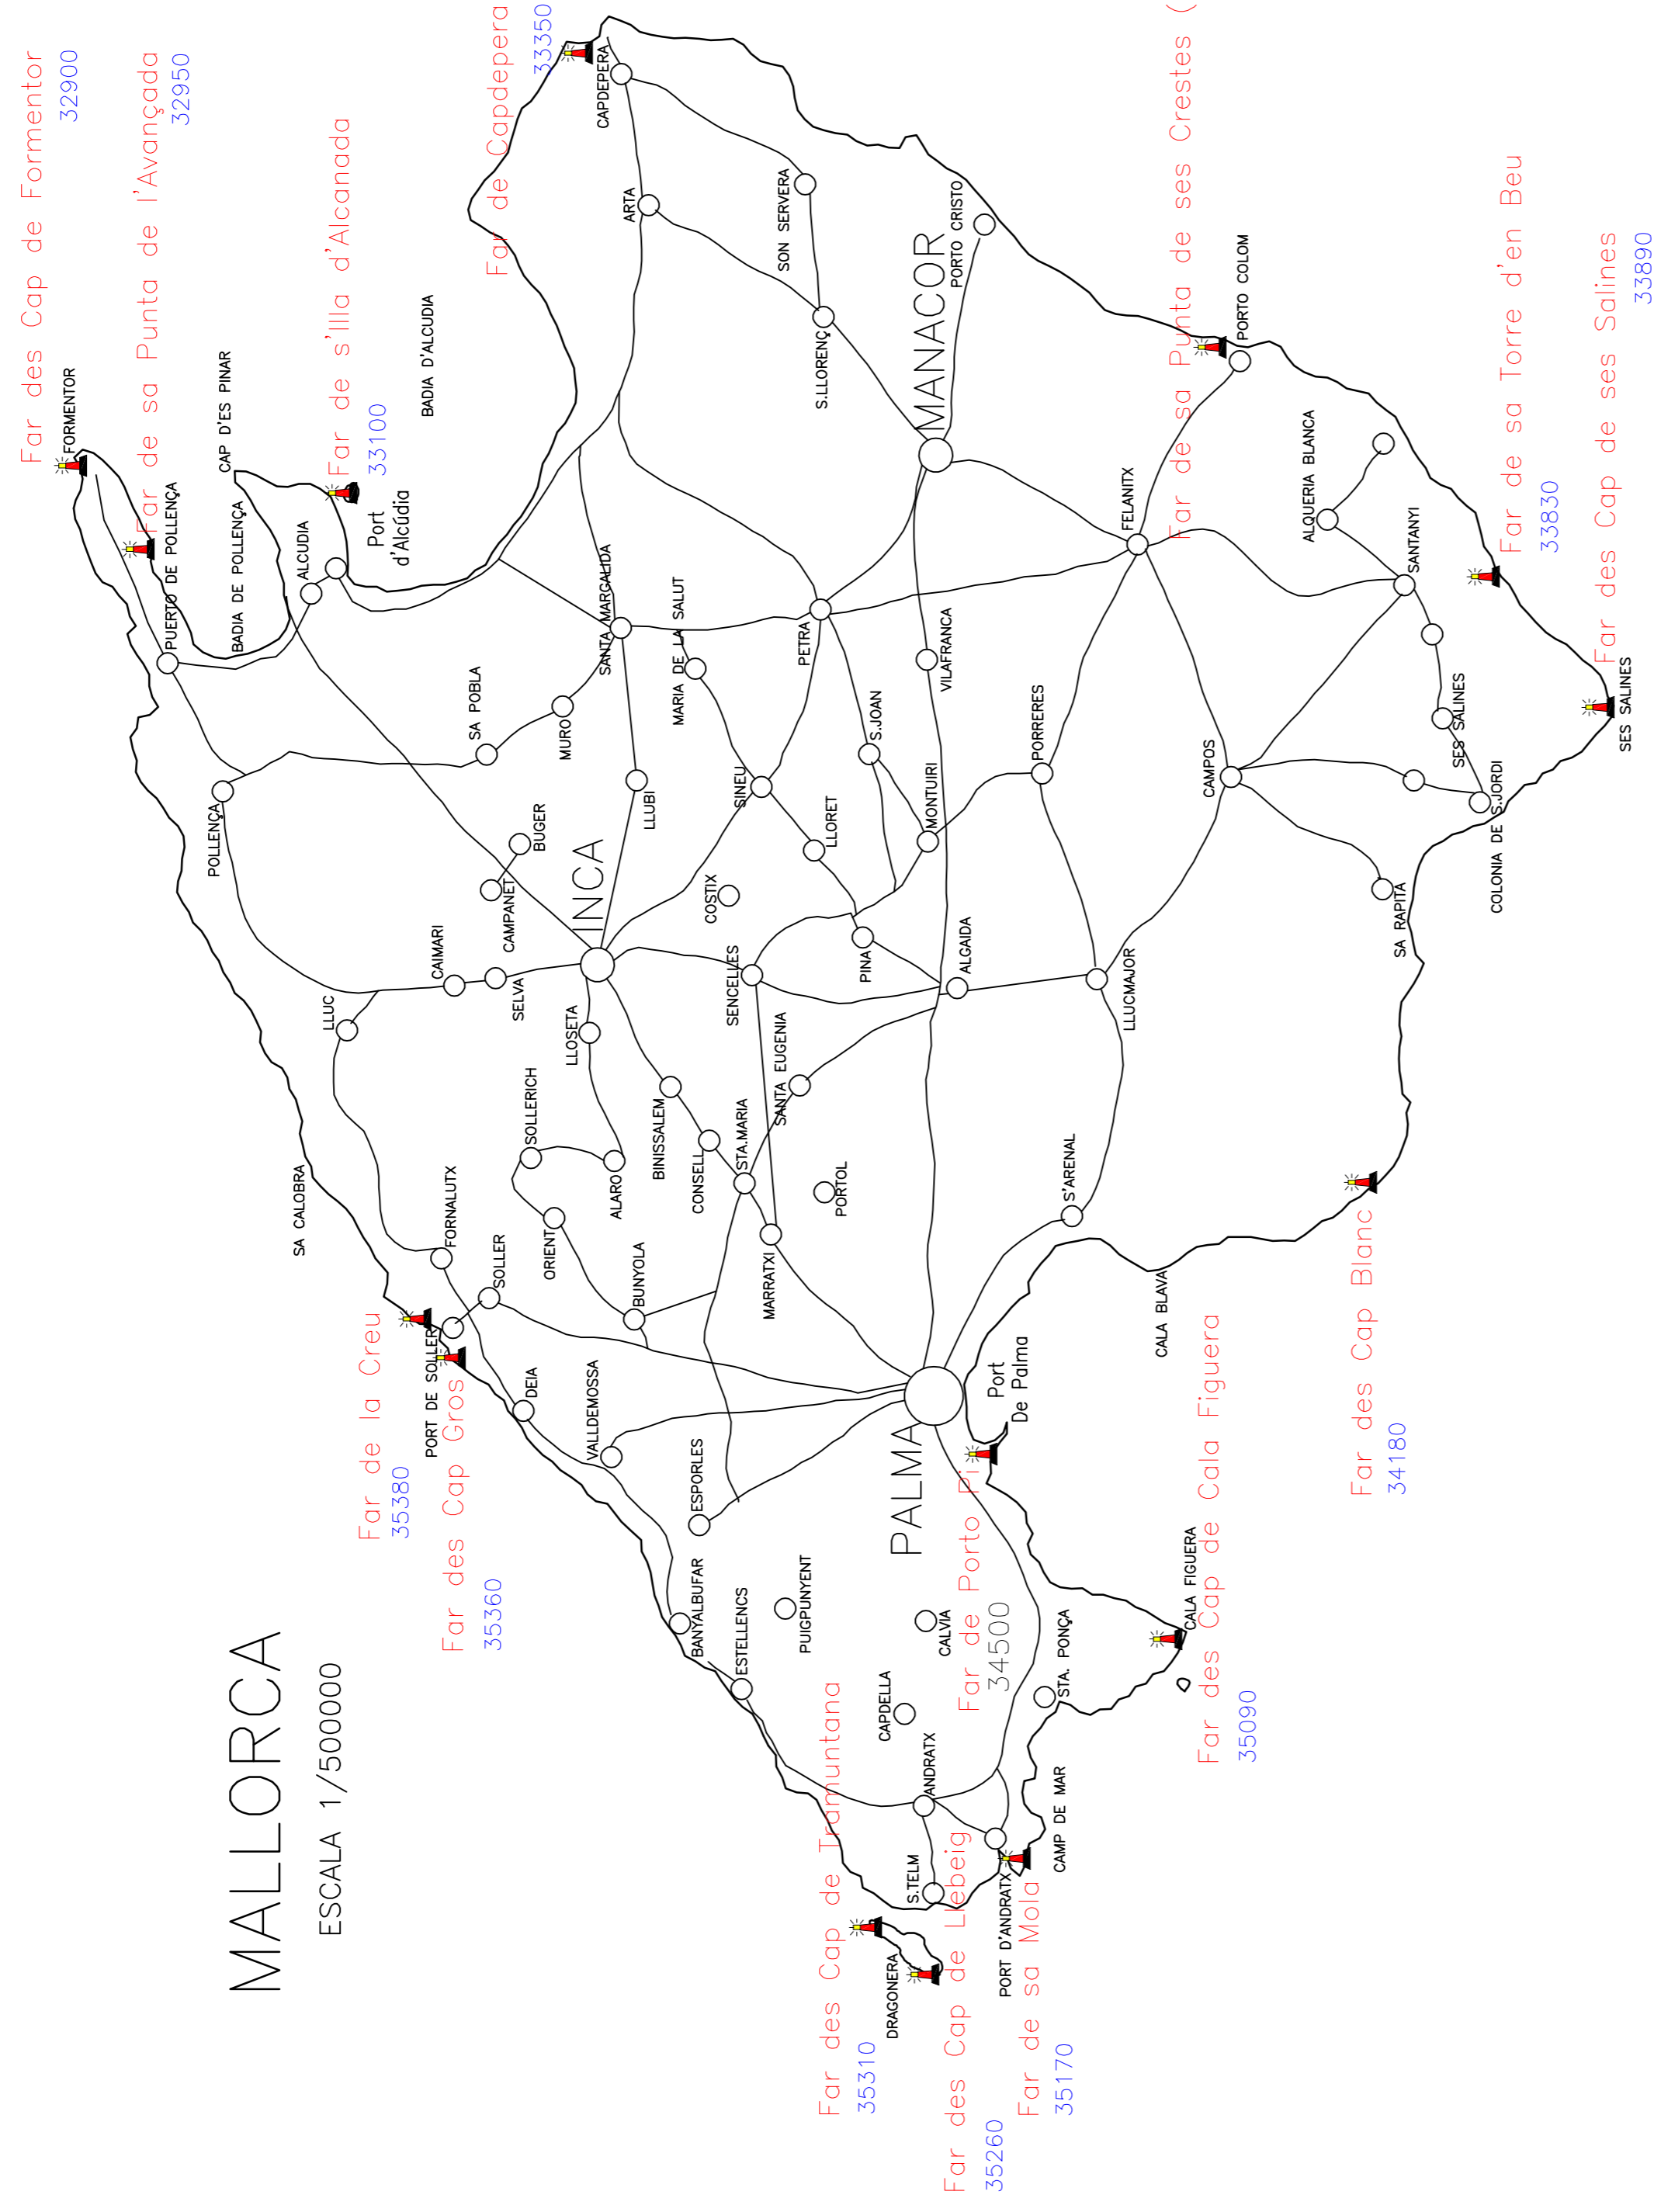 MALLORCA
ESCALA 1/500000
Far des Cap de Formentor
32900
FORMENTOR
Far de sa Punta de l'Avançada
32950
PUERTO DE POLLENÇA
CAP D'ES PINAR
BADIA DE POLLENÇA
Far de s'Illa d'Alcanada
33100
ALCUDIA
Port
d'Alcúdia
BADIA D'ALCUDIA
Far de Capdepera
33350
CAPDEPERA
ARTA
SON SERVERA
S.LLORENÇ
MANACOR
PORTO CRISTO
POLLENÇA
SA POBLA
MURO
SANTA MARGALIDA
MARIA DE LA SALUT
PETRA
VILAFRANCA
FELANITX
Far de sa Punta de ses Crestes (
PORTO COLOM
ALQUERIA BLANCA
SANTANYI
Far de sa Torre d'en Beu
33830
Far des Cap de ses Salines
33890
SES SALINES
SES SALINES
COLONIA DE S.JORDI
CAMPOS
SA RAPITA
PORRERES
S.JOAN
MONTUIRI
LLORET
SINEU
LLUBI
BUGER
CAMPANET
INCA
COSTIX
PINA
ALGAIDA
LLUCMAJOR
SENCELLES
SANTA EUGENIA
CAIMARI
SELVA
LLUC
LLOSETA
SOLLERICH
BINISSALEM
CONSELL
STA.MARIA
ALARO
PORTOL
MARRATXI
ORIENT
BUNYOLA
SA CALOBRA
FORNALUTX
SOLLER
PORT DE SOLLER
Far de la Creu
35380
Far des Cap Gros
35360
DEIA
VALLDEMOSSA
ESPORLES
BANYALBUFAR
ESTELLENCS
PUIGPUNYENT
CALVIA
CAPDELLA
PALMA
Port
De Palma
Far de Porto Pi
34500
S'ARENAL
CALA BLAVA
Far des Cap Blanc
34180
Far des Cap de Cala Figuera
35090
CALA FIGUERA
STA. PONÇA
CAMP DE MAR
ANDRATX
S.TELM
PORT D'ANDRATX
Far de sa Mola
35170
Far des Cap de Tramuntana
35310
DRAGONERA
Far des Cap de Llebeig
35260